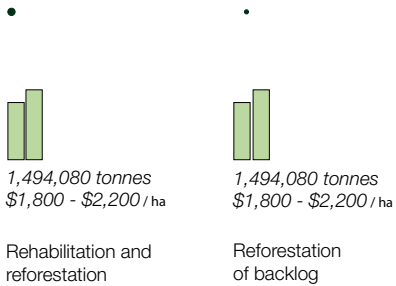 1,494,080 tonnes
$1,800 - $2,200 / ha
Rehabilitation and
reforestation
1,494,080 tonnes
$1,800 - $2,200 / ha
Reforestation
of backlog